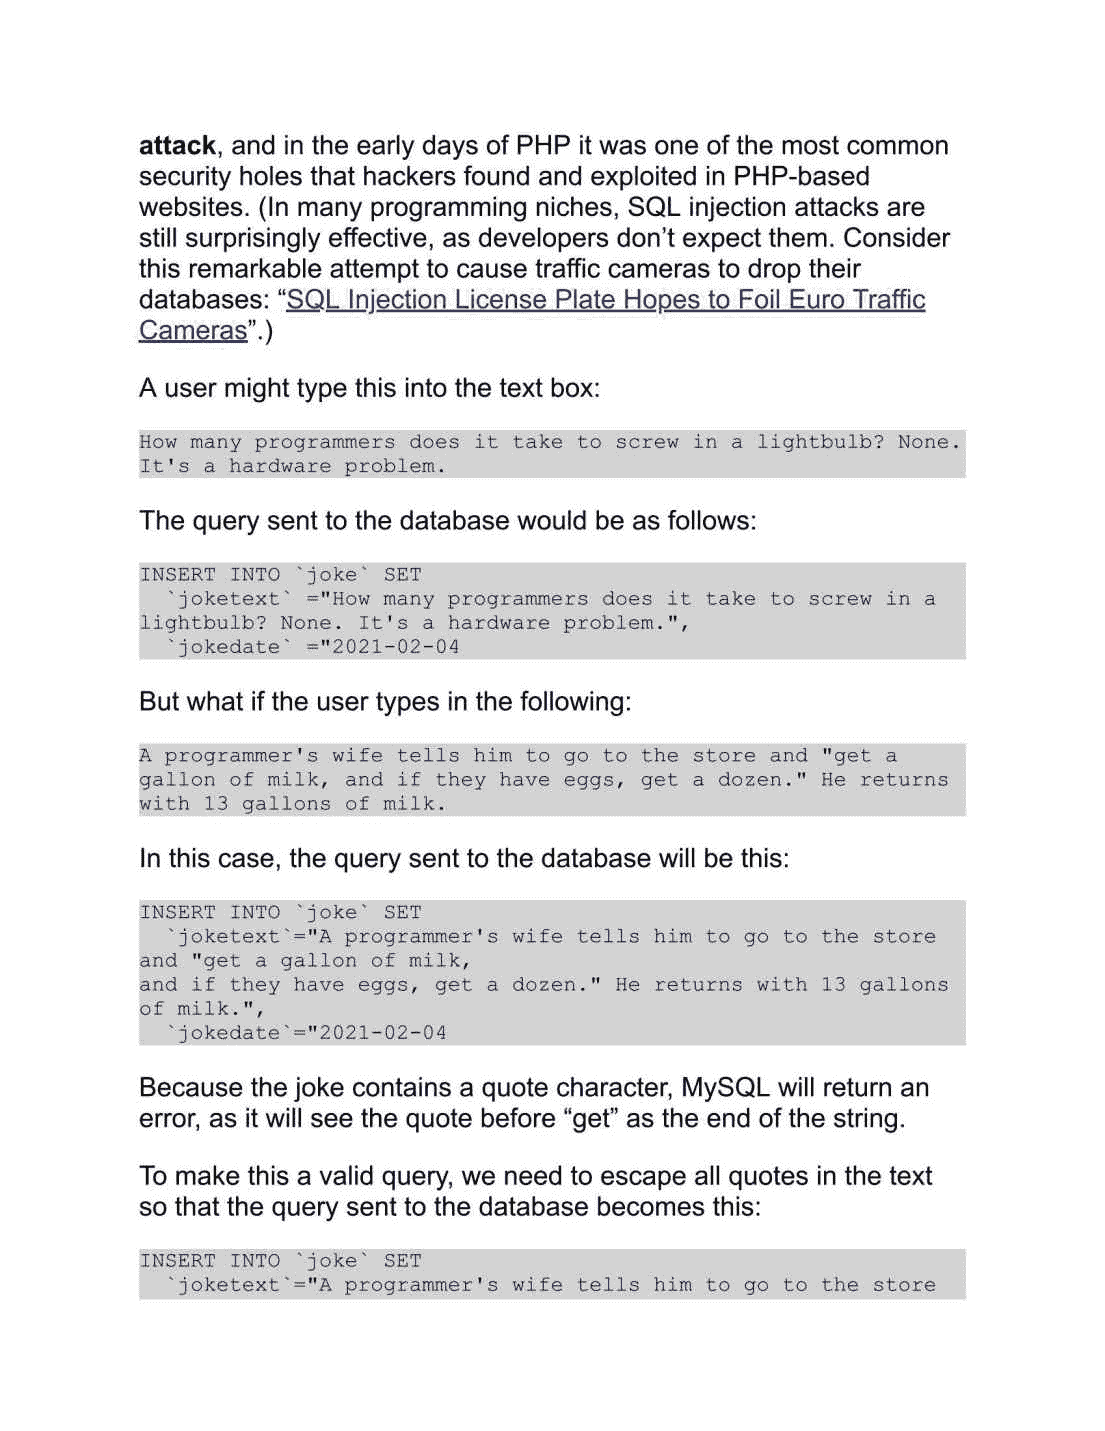 attack, and in the early days of PHP it was one of the most common
security holes that hackers found and exploited in PHP-based
websites. (In many programming niches, SQL injection attacks are
still surprisingly effective, as developers don’t expect them. Consider
this remarkable attempt to cause traffic cameras to drop their
databases: “SQL Injection License Plate Hopes to Foil Euro Traffic
Cameras”.)
A user might type this into the text box:
How many programmers does it take to screw in a lightbulb? None.
It's a hardware problem.
The query sent to the database would be as follows:
INSERT INTO `joke` SET
  `joketext` ="How many programmers does it take to screw in a
lightbulb? None. It's a hardware problem.",
  `jokedate` ="2021-02-04
But what if the user types in the following:
A programmer's wife tells him to go to the store and "get a
gallon of milk, and if they have eggs, get a dozen." He returns
with 13 gallons of milk.
In this case, the query sent to the database will be this:
INSERT INTO `joke` SET
  `joketext`="A programmer's wife tells him to go to the store
and "get a gallon of milk,
and if they have eggs, get a dozen." He returns with 13 gallons
of milk.",
  `jokedate`="2021-02-04
Because the joke contains a quote character, MySQL will return an
error, as it will see the quote before “get” as the end of the string.
To make this a valid query, we need to escape all quotes in the text
so that the query sent to the database becomes this:
INSERT INTO `joke` SET
  `joketext`="A programmer's wife tells him to go to the store